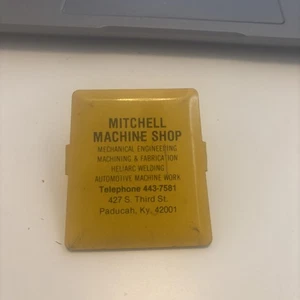 MITCHELL
MACHINE SHOP
MECHANICAL ENGINEERING
MACHINING & FABRICATION
HELIARC WELDING
AUTOMOTIVE MACHINE WORK
Telephone 443-7581
427 S. Third St.
Paducah, Ky. 42001